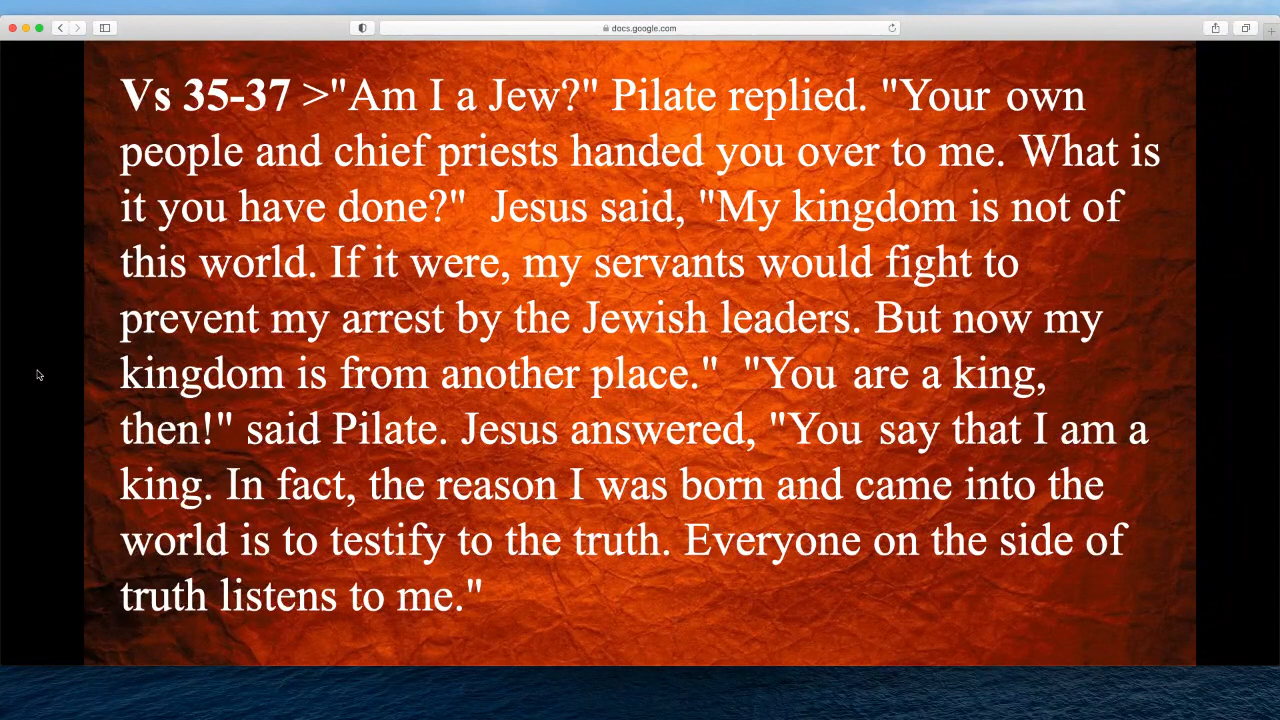 docs.google.com
Vs 35-37 >"Am I a Jew?" Pilate replied. "Your own
people and chief priests handed you over to me. What is
it you have done?" Jesus said, "My kingdom is not of
this world. If it were, my servants would fight to
prevent my arrest by the Jewish leaders. But now my
kingdom is from another place." "You are a king,
then!" said Pilate. Jesus answered, "You say that I am a
king. In fact, the reason I was born and came into the
world is to testify to the truth. Everyone on the side of
truth listens to me."